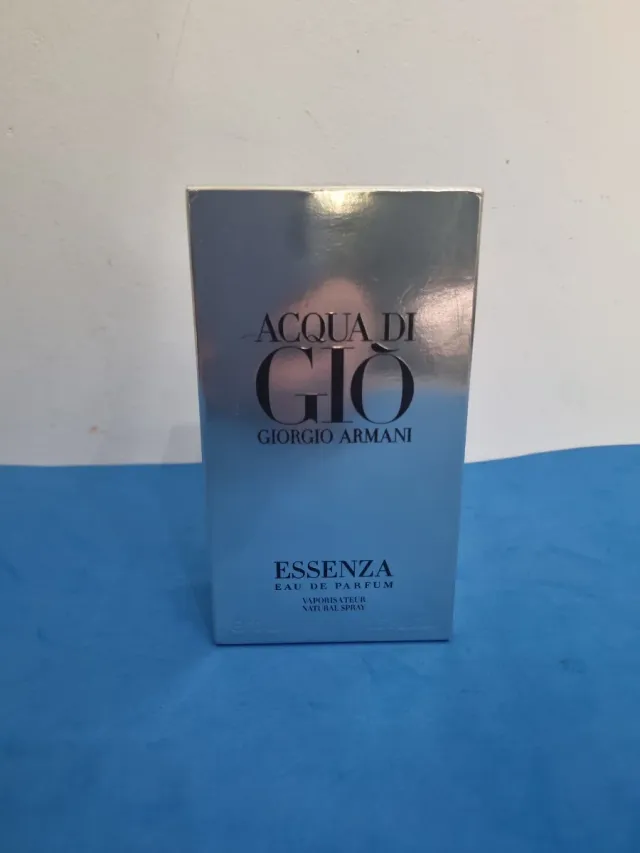 ACQUA DI
GIÒ
GIORGIO ARMANI
ESSENZA
EAU DE PARFUM
VAPORISATEUR
NATURAL SPRAY